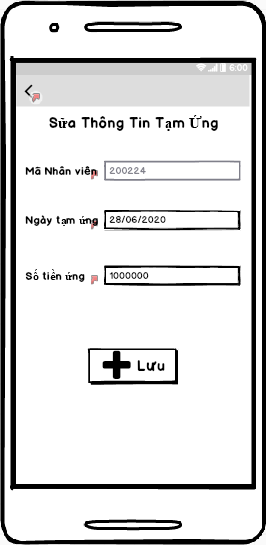 6:00
Sửa Thông Tin Tạm Ứng
Mã Nhân viên 200224
Ngày tạm ứng 28/06/2020
Số tiền ứng 1000000
Lưu